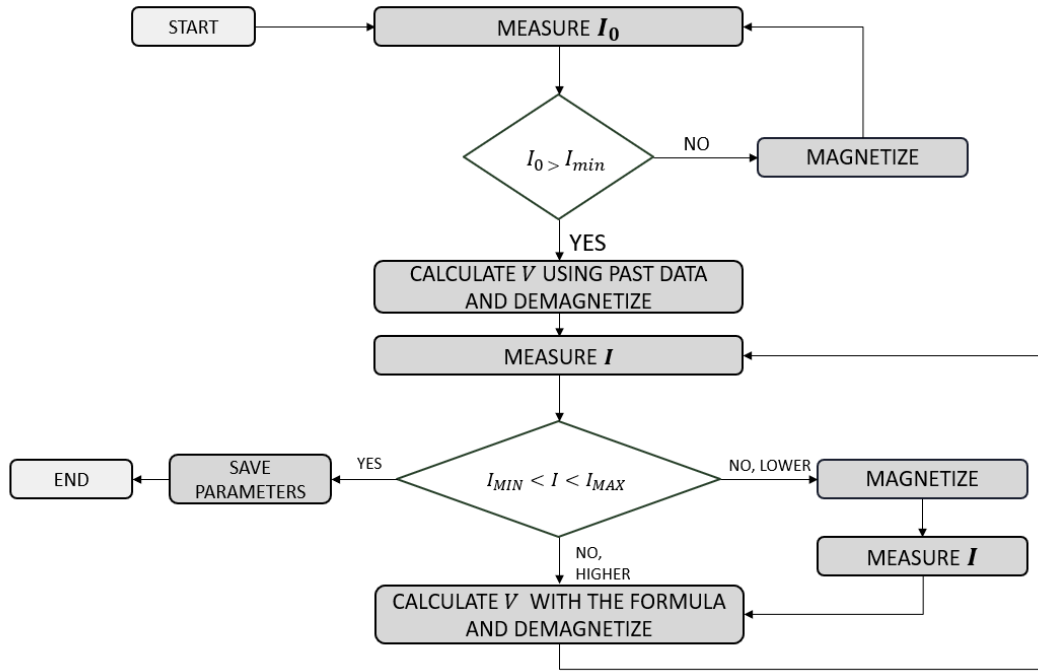 START
MEASURE I₀
I₀ > Iₘᵢₙ
NO
MAGNETIZE
YES
CALCULATE V USING PAST DATA
AND DEMAGNETIZE
MEASURE I
END
SAVE
PARAMETERS
YES
I_MIN < I < I_MAX
NO, LOWER
MAGNETIZE
NO,
HIGHER
MEASURE I
CALCULATE V WITH THE FORMULA
AND DEMAGNETIZE